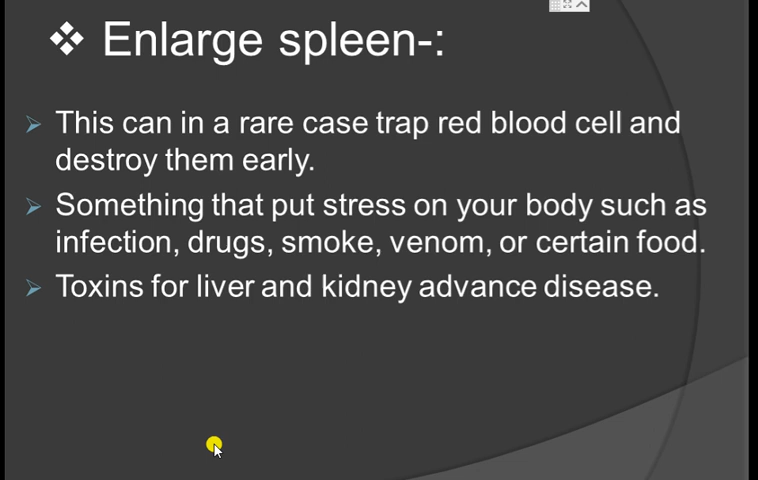 ❖ Enlarge spleen-:
➢ This can in a rare case trap red blood cell and
destroy them early.
➢ Something that put stress on your body such as
infection, drugs, smoke, venom, or certain food.
➢ Toxins for liver and kidney advance disease.